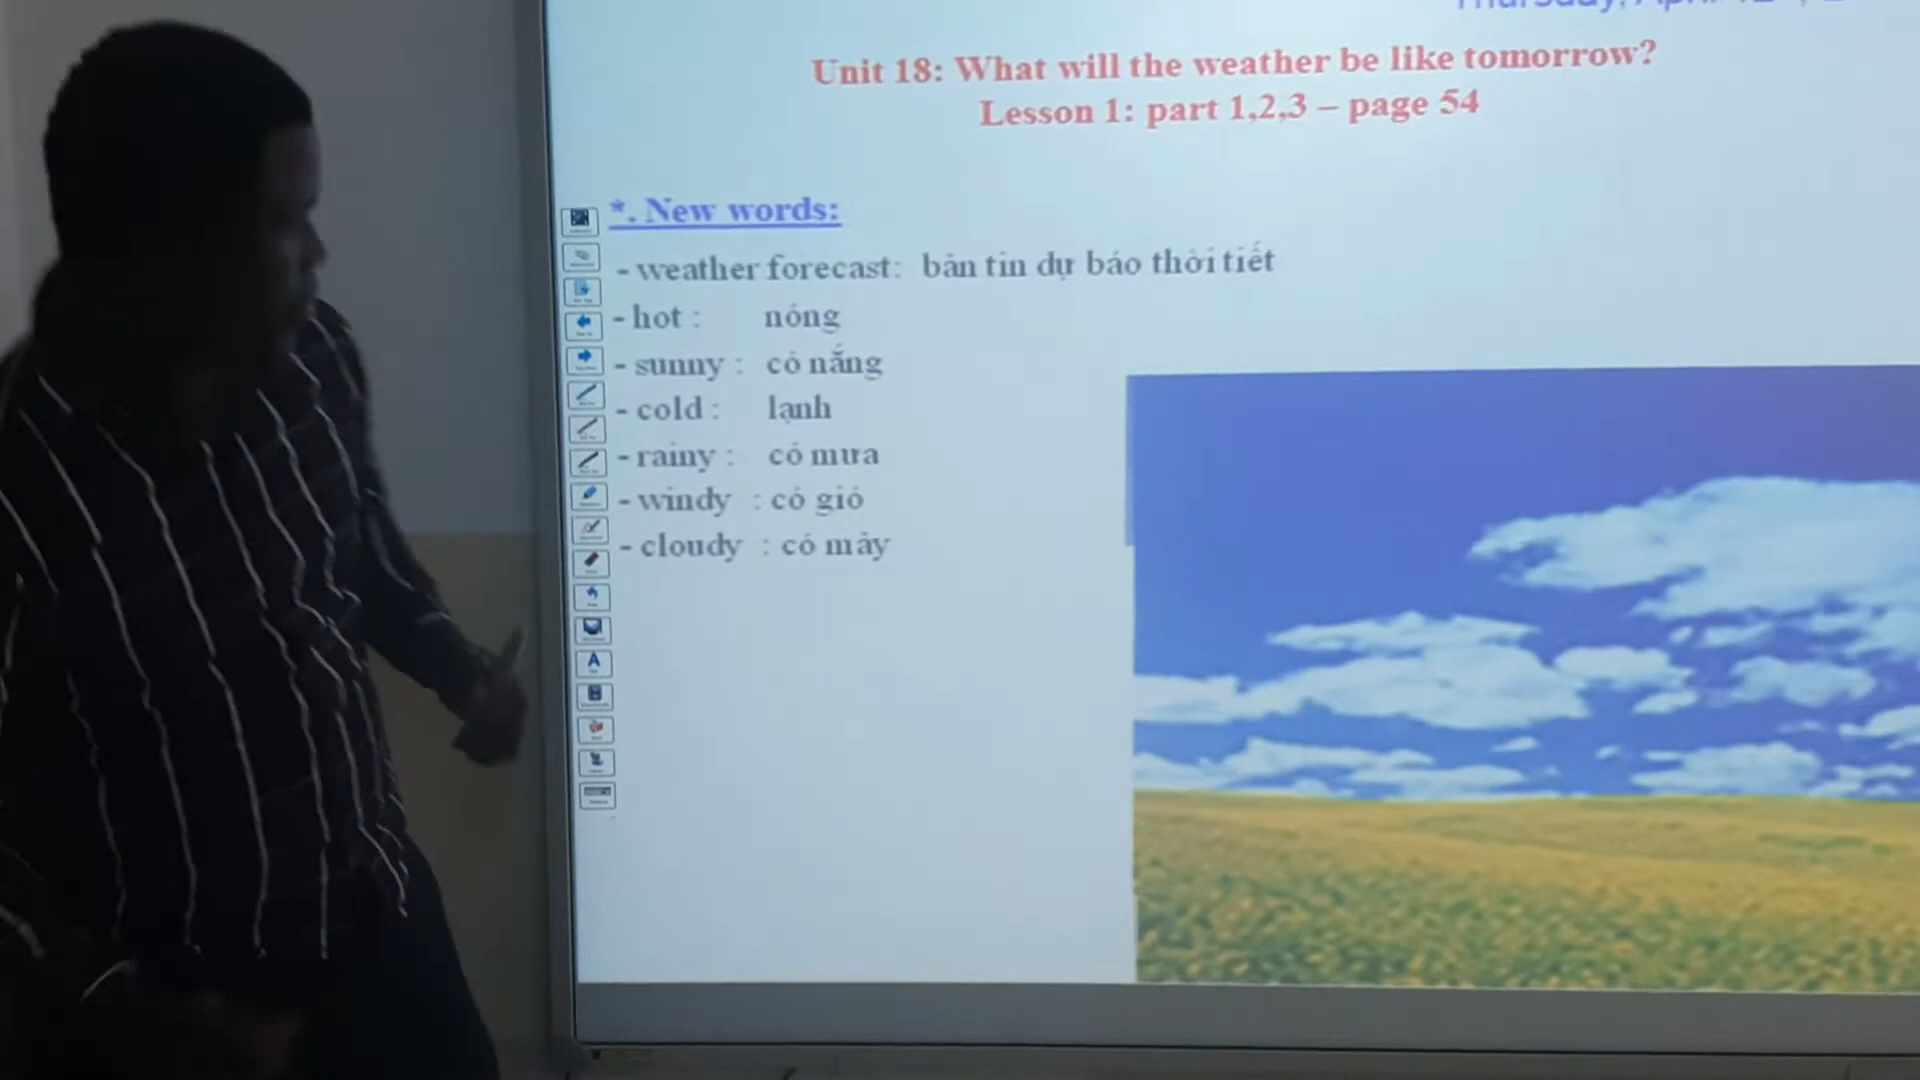 Thursday, April
Unit 18: What will the weather be like tomorrow?
Lesson 1: part 1,2,3 – page 54
*. New words:
- weather forecast: bản tin dự báo thời tiết
- hot : nóng
- sunny : có nắng
- cold : lạnh
- rainy : có mưa
- windy : có gió
- cloudy : có mây
A